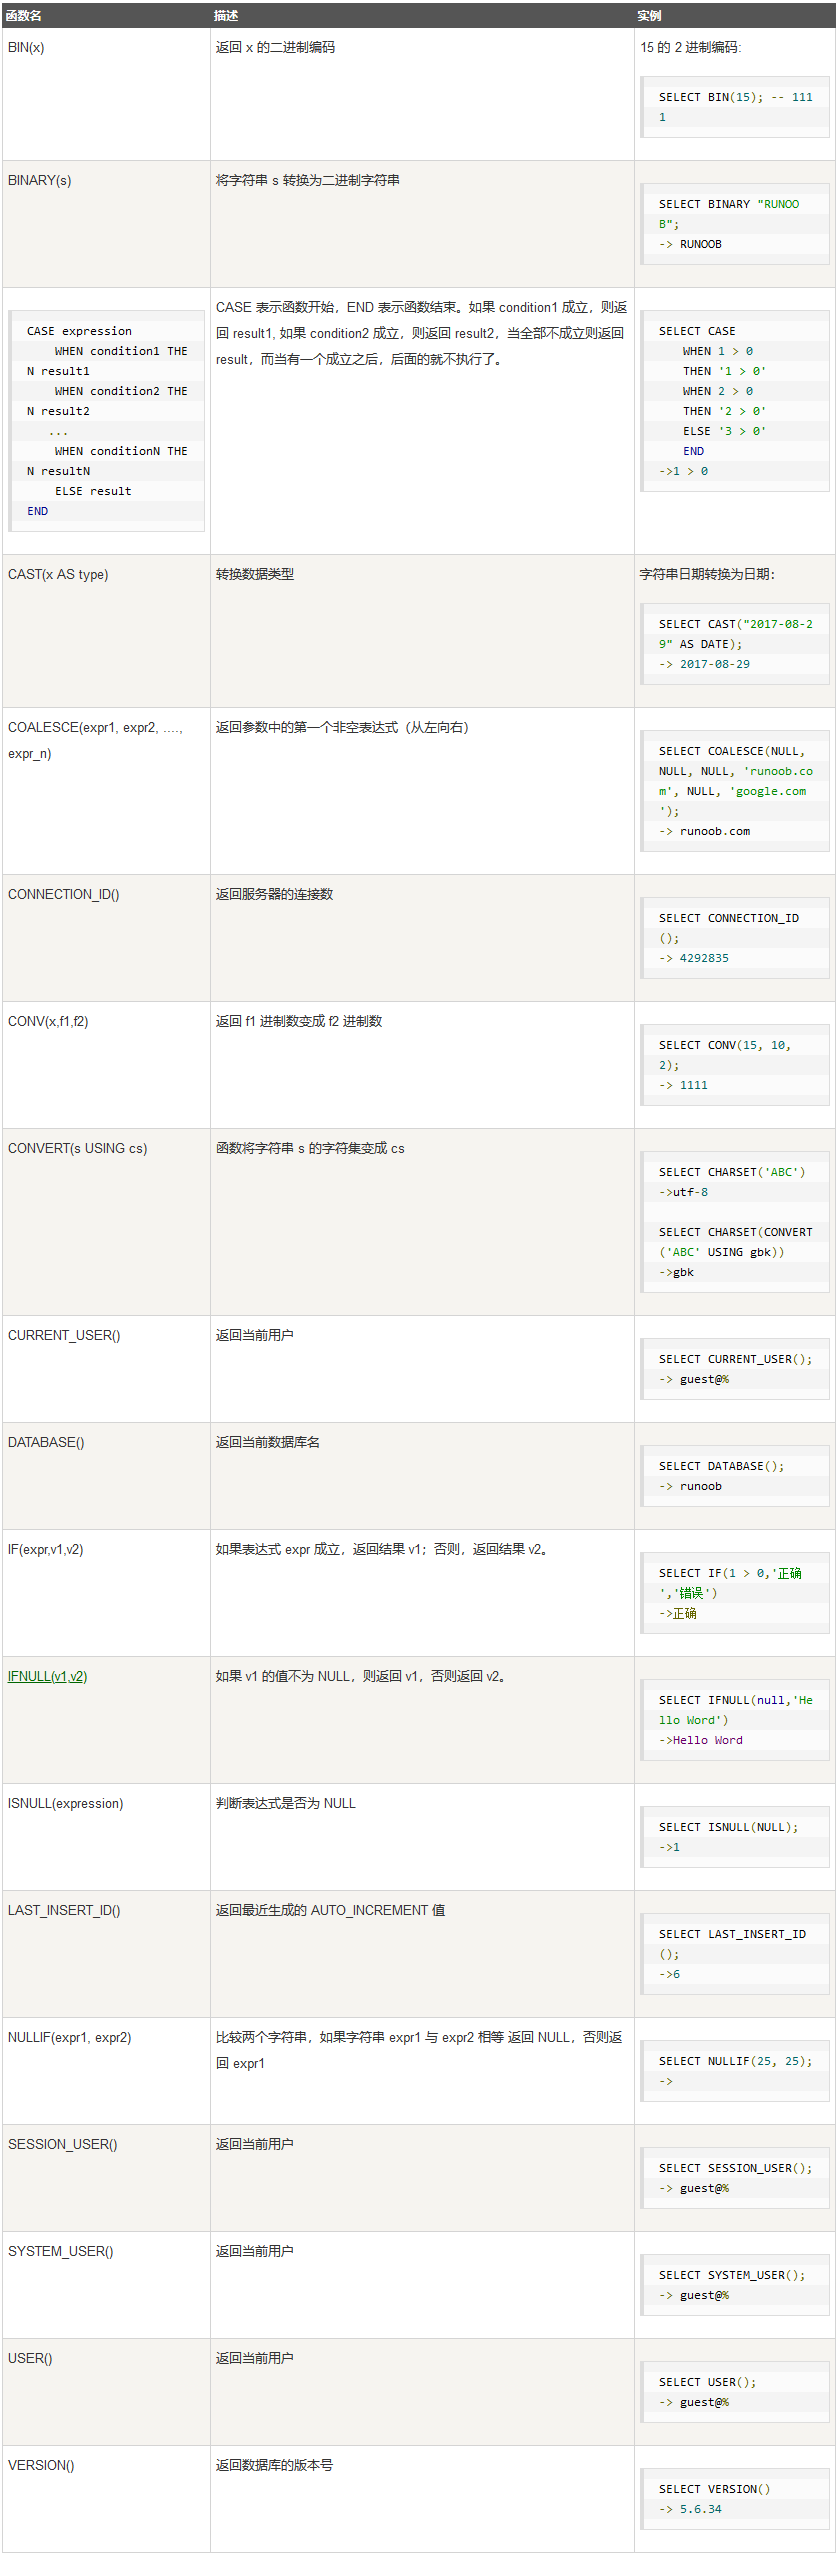 函数名 描述 实例
BIN(x) 返回 x 的二进制编码 15 的 2 进制编码:
SELECT BIN(15); -- 111
1
BINARY(s) 将字符串 s 转换为二进制字符串
SELECT BINARY "RUNOO
B";
-> RUNOOB
CASE expression
WHEN condition1 THE
N result1
WHEN condition2 THE
N result2
...
WHEN conditionN THE
N resultN
ELSE result
END
CASE 表示函数开始，END 表示函数结束。如果 condition1 成立，则返
回 result1, 如果 condition2 成立，则返回 result2，当全部不成立则返回
result，而当有一个成立之后，后面的就不执行了。
SELECT CASE
WHEN 1 > 0
THEN '1 > 0'
WHEN 2 > 0
THEN '2 > 0'
ELSE '3 > 0'
END
->1 > 0
CAST(x AS type) 转换数据类型 字符串日期转换为日期：
SELECT CAST("2017-08-2
9" AS DATE);
-> 2017-08-29
COALESCE(expr1, expr2, ....,
expr_n)
返回参数中的第一个非空表达式（从左向右）
SELECT COALESCE(NULL,
NULL, NULL, 'runoob.co
m', NULL, 'google.com
');
-> runoob.com
CONNECTION_ID() 返回服务器的连接数
SELECT CONNECTION_ID
();
-> 4292835
CONV(x,f1,f2) 返回 f1 进制数变成 f2 进制数
SELECT CONV(15, 10,
2);
-> 1111
CONVERT(s USING cs) 函数将字符串 s 的字符集变成 cs
SELECT CHARSET('ABC')
->utf-8
SELECT CHARSET(CONVERT
('ABC' USING gbk))
->gbk
CURRENT_USER() 返回当前用户
SELECT CURRENT_USER();
-> guest@%
DATABASE() 返回当前数据库名
SELECT DATABASE();
-> runoob
IF(expr,v1,v2) 如果表达式 expr 成立，返回结果 v1；否则，返回结果 v2。
SELECT IF(1 > 0,'正确
','错误')
->正确
IFNULL(v1,v2) 如果 v1 的值不为 NULL，则返回 v1，否则返回 v2。
SELECT IFNULL(null,'He
llo Word')
->Hello Word
ISNULL(expression) 判断表达式是否为 NULL
SELECT ISNULL(NULL);
->1
LAST_INSERT_ID() 返回最近生成的 AUTO_INCREMENT 值
SELECT LAST_INSERT_ID
();
->6
NULLIF(expr1, expr2) 比较两个字符串，如果字符串 expr1 与 expr2 相等 返回 NULL，否则返
回 expr1
SELECT NULLIF(25, 25);
->
SESSION_USER() 返回当前用户
SELECT SESSION_USER();
-> guest@%
SYSTEM_USER() 返回当前用户
SELECT SYSTEM_USER();
-> guest@%
USER() 返回当前用户
SELECT USER();
-> guest@%
VERSION() 返回数据库的版本号
SELECT VERSION()
-> 5.6.34